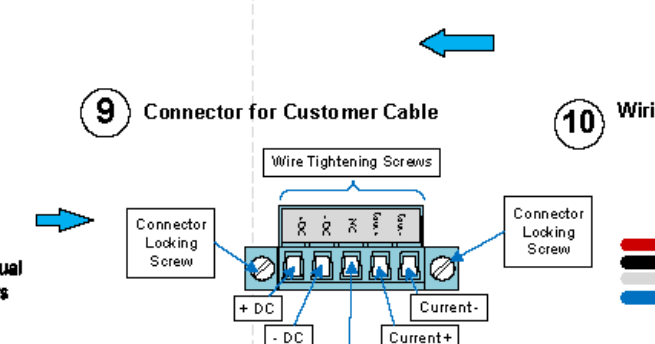 9 Connector for Customer Cable
10 Wiri
Wire Tightening Screws
Connector
Locking
Screw
Connector
Locking
Screw
ual
rs
+ DC
Current-
- DC
Current+